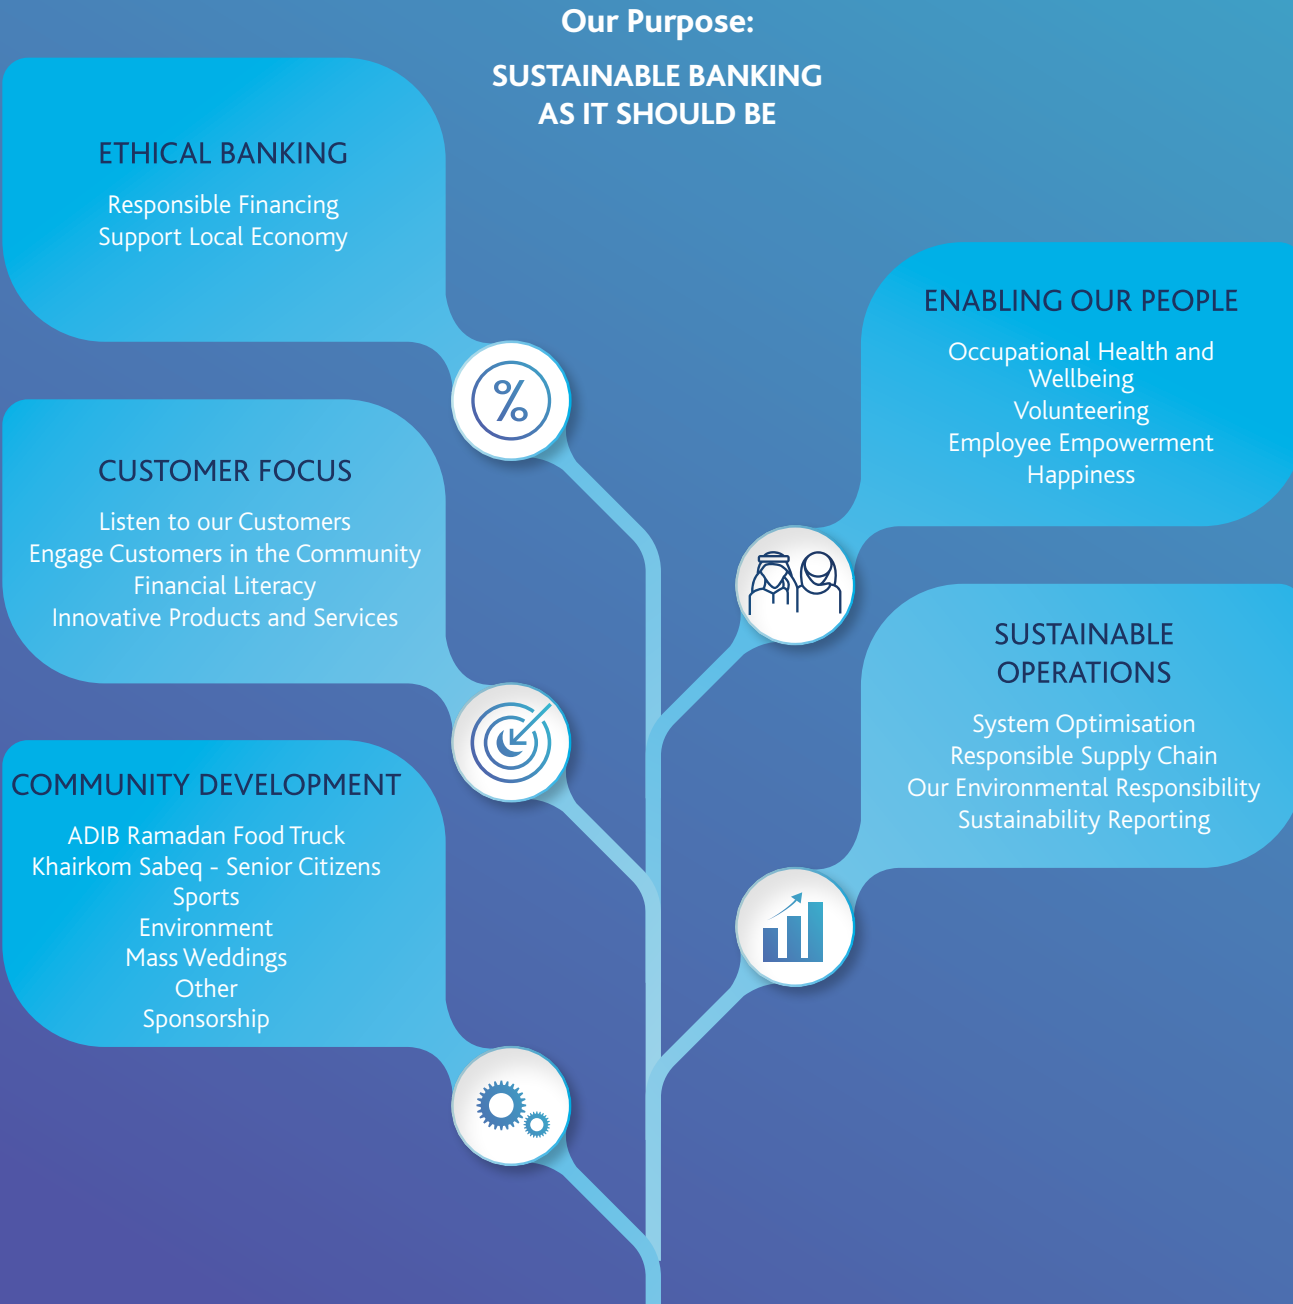 Our Purpose:
SUSTAINABLE BANKING
AS IT SHOULD BE
ETHICAL BANKING
Responsible Financing
Support Local Economy
CUSTOMER FOCUS
Listen to our Customers
Engage Customers in the Community
Financial Literacy
Innovative Products and Services
COMMUNITY DEVELOPMENT
ADIB Ramadan Food Truck
Khairkom Sabeq - Senior Citizens
Sports
Environment
Mass Weddings
Other
Sponsorship
ENABLING OUR PEOPLE
Occupational Health and
Wellbeing
Volunteering
Employee Empowerment
Happiness
SUSTAINABLE
OPERATIONS
System Optimisation
Responsible Supply Chain
Our Environmental Responsibility
Sustainability Reporting
%